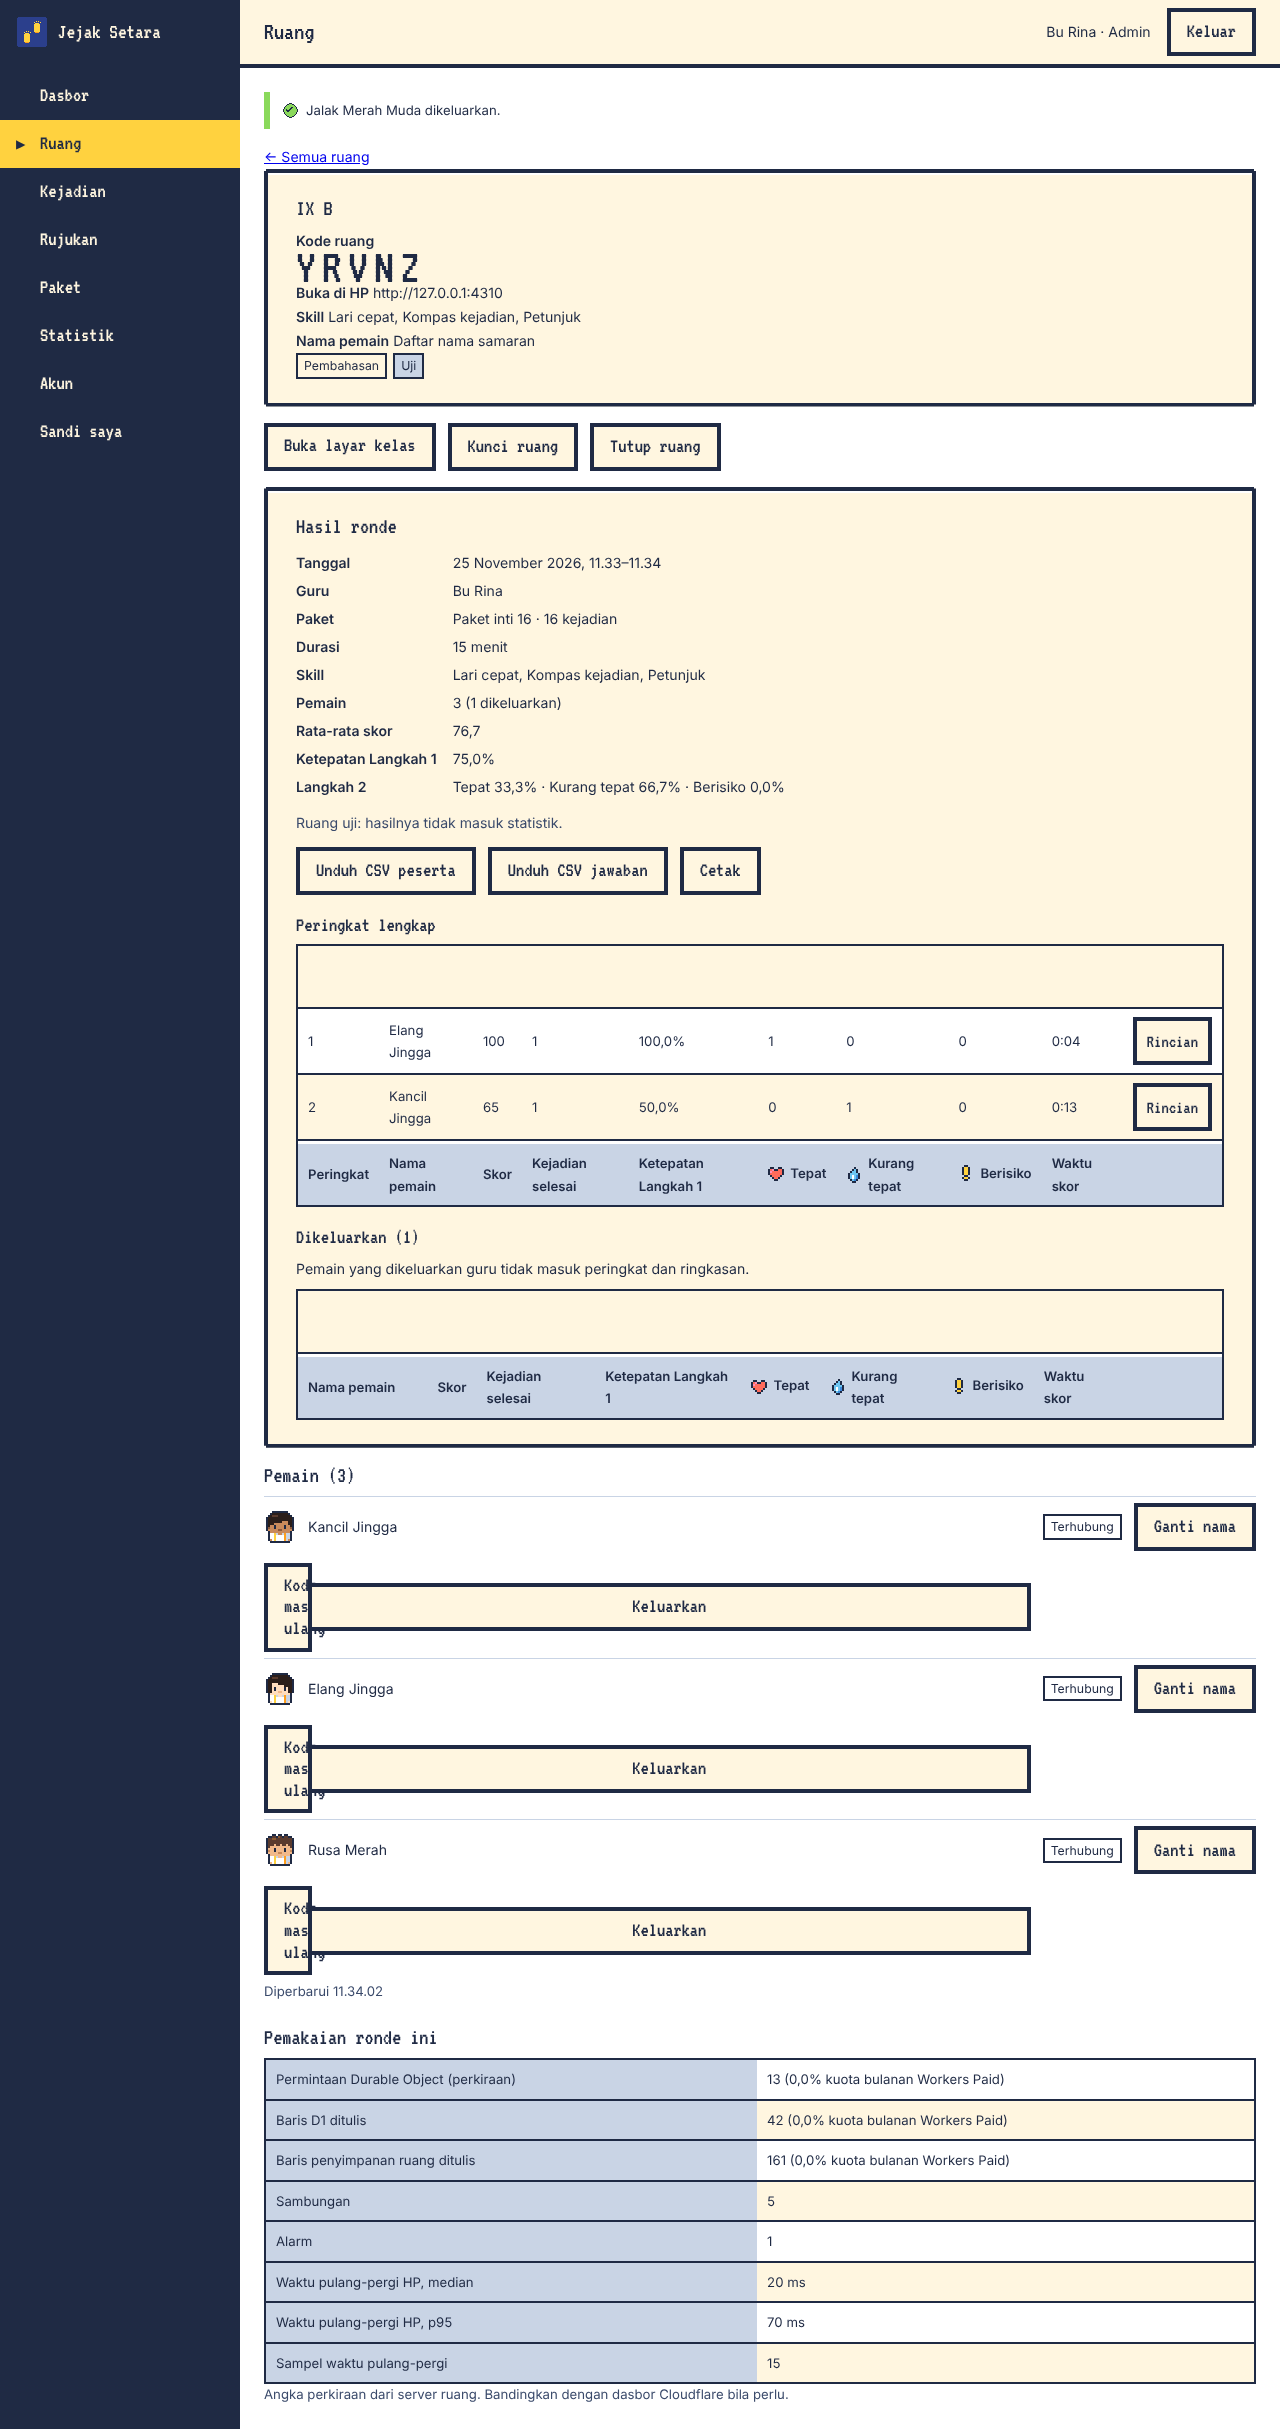 Jejak Setara
Dasbor
▶ Ruang
Kejadian
Rujukan
Paket
Statistik
Akun
Sandi saya
Ruang
Bu Rina · Admin
Keluar
Jalak Merah Muda dikeluarkan.
← Semua ruang
IX B
Kode ruang
YRVNZ
Buka di HP http://127.0.0.1:4310
Skill Lari cepat, Kompas kejadian, Petunjuk
Nama pemain Daftar nama samaran
Pembahasan Uji
Buka layar kelas Kunci ruang Tutup ruang
Hasil ronde
Tanggal 25 November 2026, 11.33–11.34
Guru Bu Rina
Paket Paket inti 16 · 16 kejadian
Durasi 15 menit
Skill Lari cepat, Kompas kejadian, Petunjuk
Pemain 3 (1 dikeluarkan)
Rata-rata skor 76,7
Ketepatan Langkah 1 75,0%
Langkah 2 Tepat 33,3% · Kurang tepat 66,7% · Berisiko 0,0%
Ruang uji: hasilnya tidak masuk statistik.
Unduh CSV peserta Unduh CSV jawaban Cetak
Peringkat lengkap
1 Elang Jingga 100 1 100,0% 1 0 0 0:04 Rincian
2 Kancil Jingga 65 1 50,0% 0 1 0 0:13 Rincian
Peringkat Nama pemain Skor Kejadian selesai Ketepatan Langkah 1 Tepat Kurang tepat Berisiko Waktu skor
Dikeluarkan (1)
Pemain yang dikeluarkan guru tidak masuk peringkat dan ringkasan.
Nama pemain Skor Kejadian selesai Ketepatan Langkah 1 Tepat Kurang tepat Berisiko Waktu skor
Pemain (3)
Kancil Jingga Terhubung Ganti nama
Keluarkan
Elang Jingga Terhubung Ganti nama
Keluarkan
Rusa Merah Terhubung Ganti nama
Keluarkan
Diperbarui 11.34.02
Pemakaian ronde ini
Permintaan Durable Object (perkiraan) 13 (0,0% kuota bulanan Workers Paid)
Baris D1 ditulis 42 (0,0% kuota bulanan Workers Paid)
Baris penyimpanan ruang ditulis 161 (0,0% kuota bulanan Workers Paid)
Sambungan 5
Alarm 1
Waktu pulang-pergi HP, median 20 ms
Waktu pulang-pergi HP, p95 70 ms
Sampel waktu pulang-pergi 15
Angka perkiraan dari server ruang. Bandingkan dengan dasbor Cloudflare bila perlu.